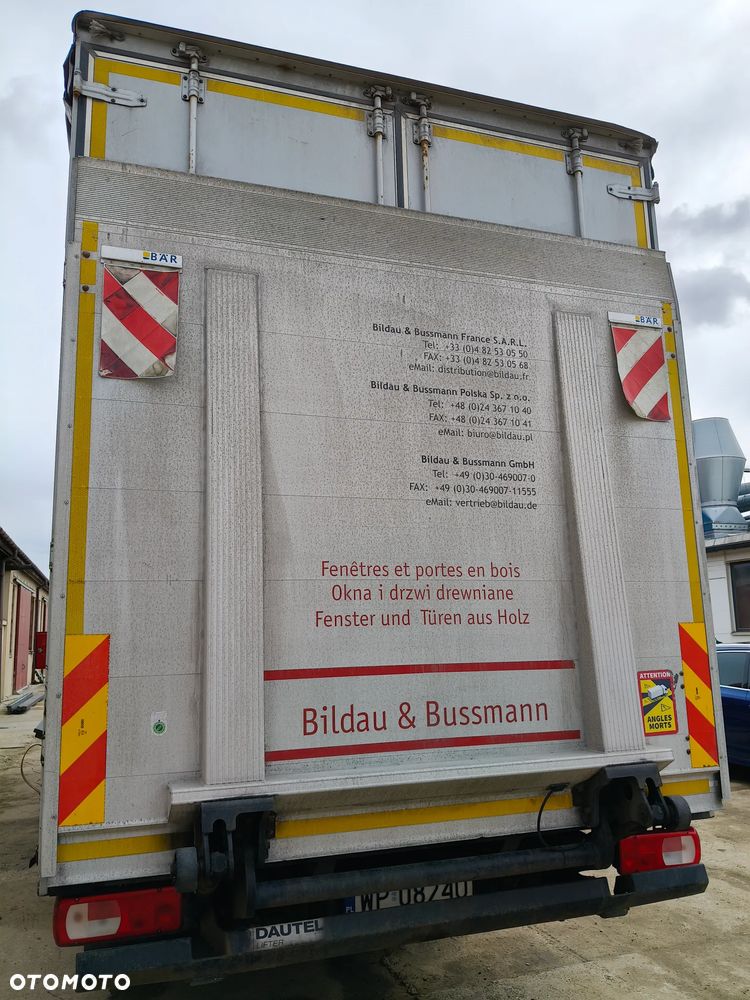 BÄR
BÄR
Bildau & Bussmann France S.A.R.L.
Tel: +33 (0)4 82 53 05 50
FAX: +33 (0)4 82 53 05 68
eMail: distribution@bildau.fr
Bildau & Bussmann Polska Sp. z o.o.
Tel: +48 (0)24 367 10 40
FAX: +48 (0)24 367 10 41
eMail: biuro@bildau.pl
Bildau & Bussmann GmbH
Tel: +49 (0)30-469007-0
FAX: +49 (0)30-469007-11555
eMail: vertrieb@bildau.de
Fenêtres et portes en bois
Okna i drzwi drewniane
Fenster und Türen aus Holz
ATTENTION
ANGLES
MORTS
Bildau & Bussmann
PL WP 08240
DAUTEL
LIFTER
OTOMOTO